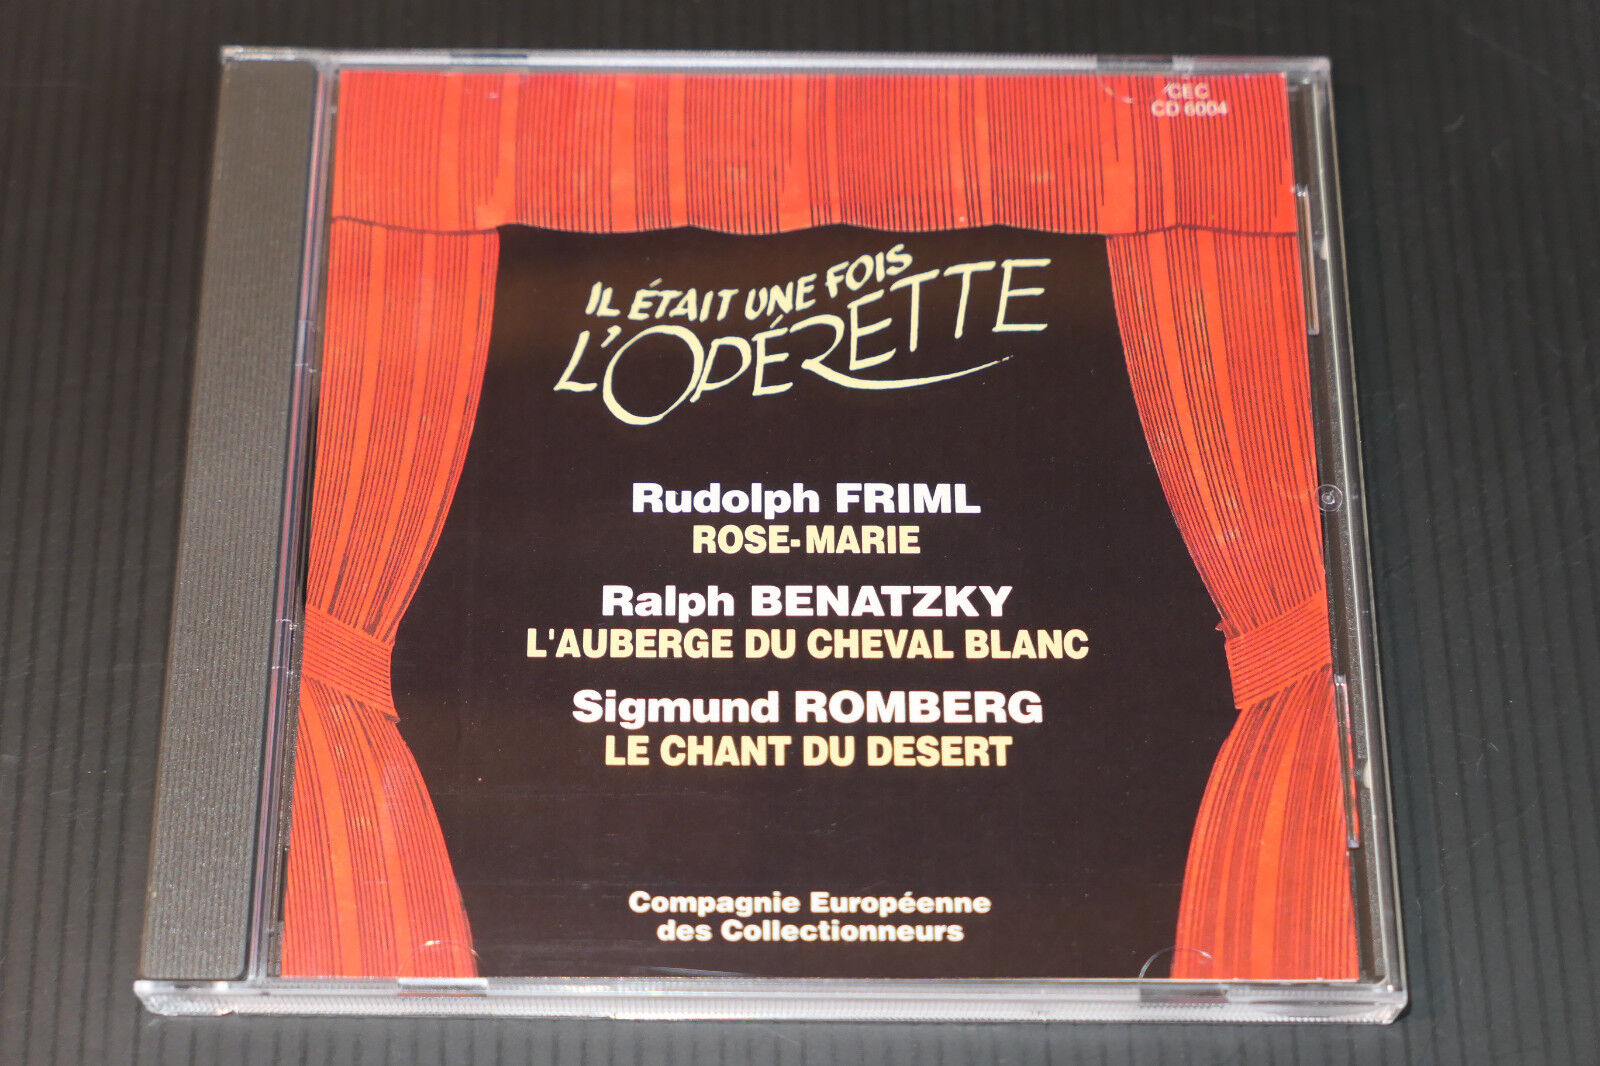 CEC
CD 6004
IL ÉTAIT UNE FOIS
L'OPÉRETTE
Rudolph FRIML
ROSE-MARIE
Ralph BENATZKY
L'AUBERGE DU CHEVAL BLANC
Sigmund ROMBERG
LE CHANT DU DESERT
Compagnie Européenne
des Collectionneurs